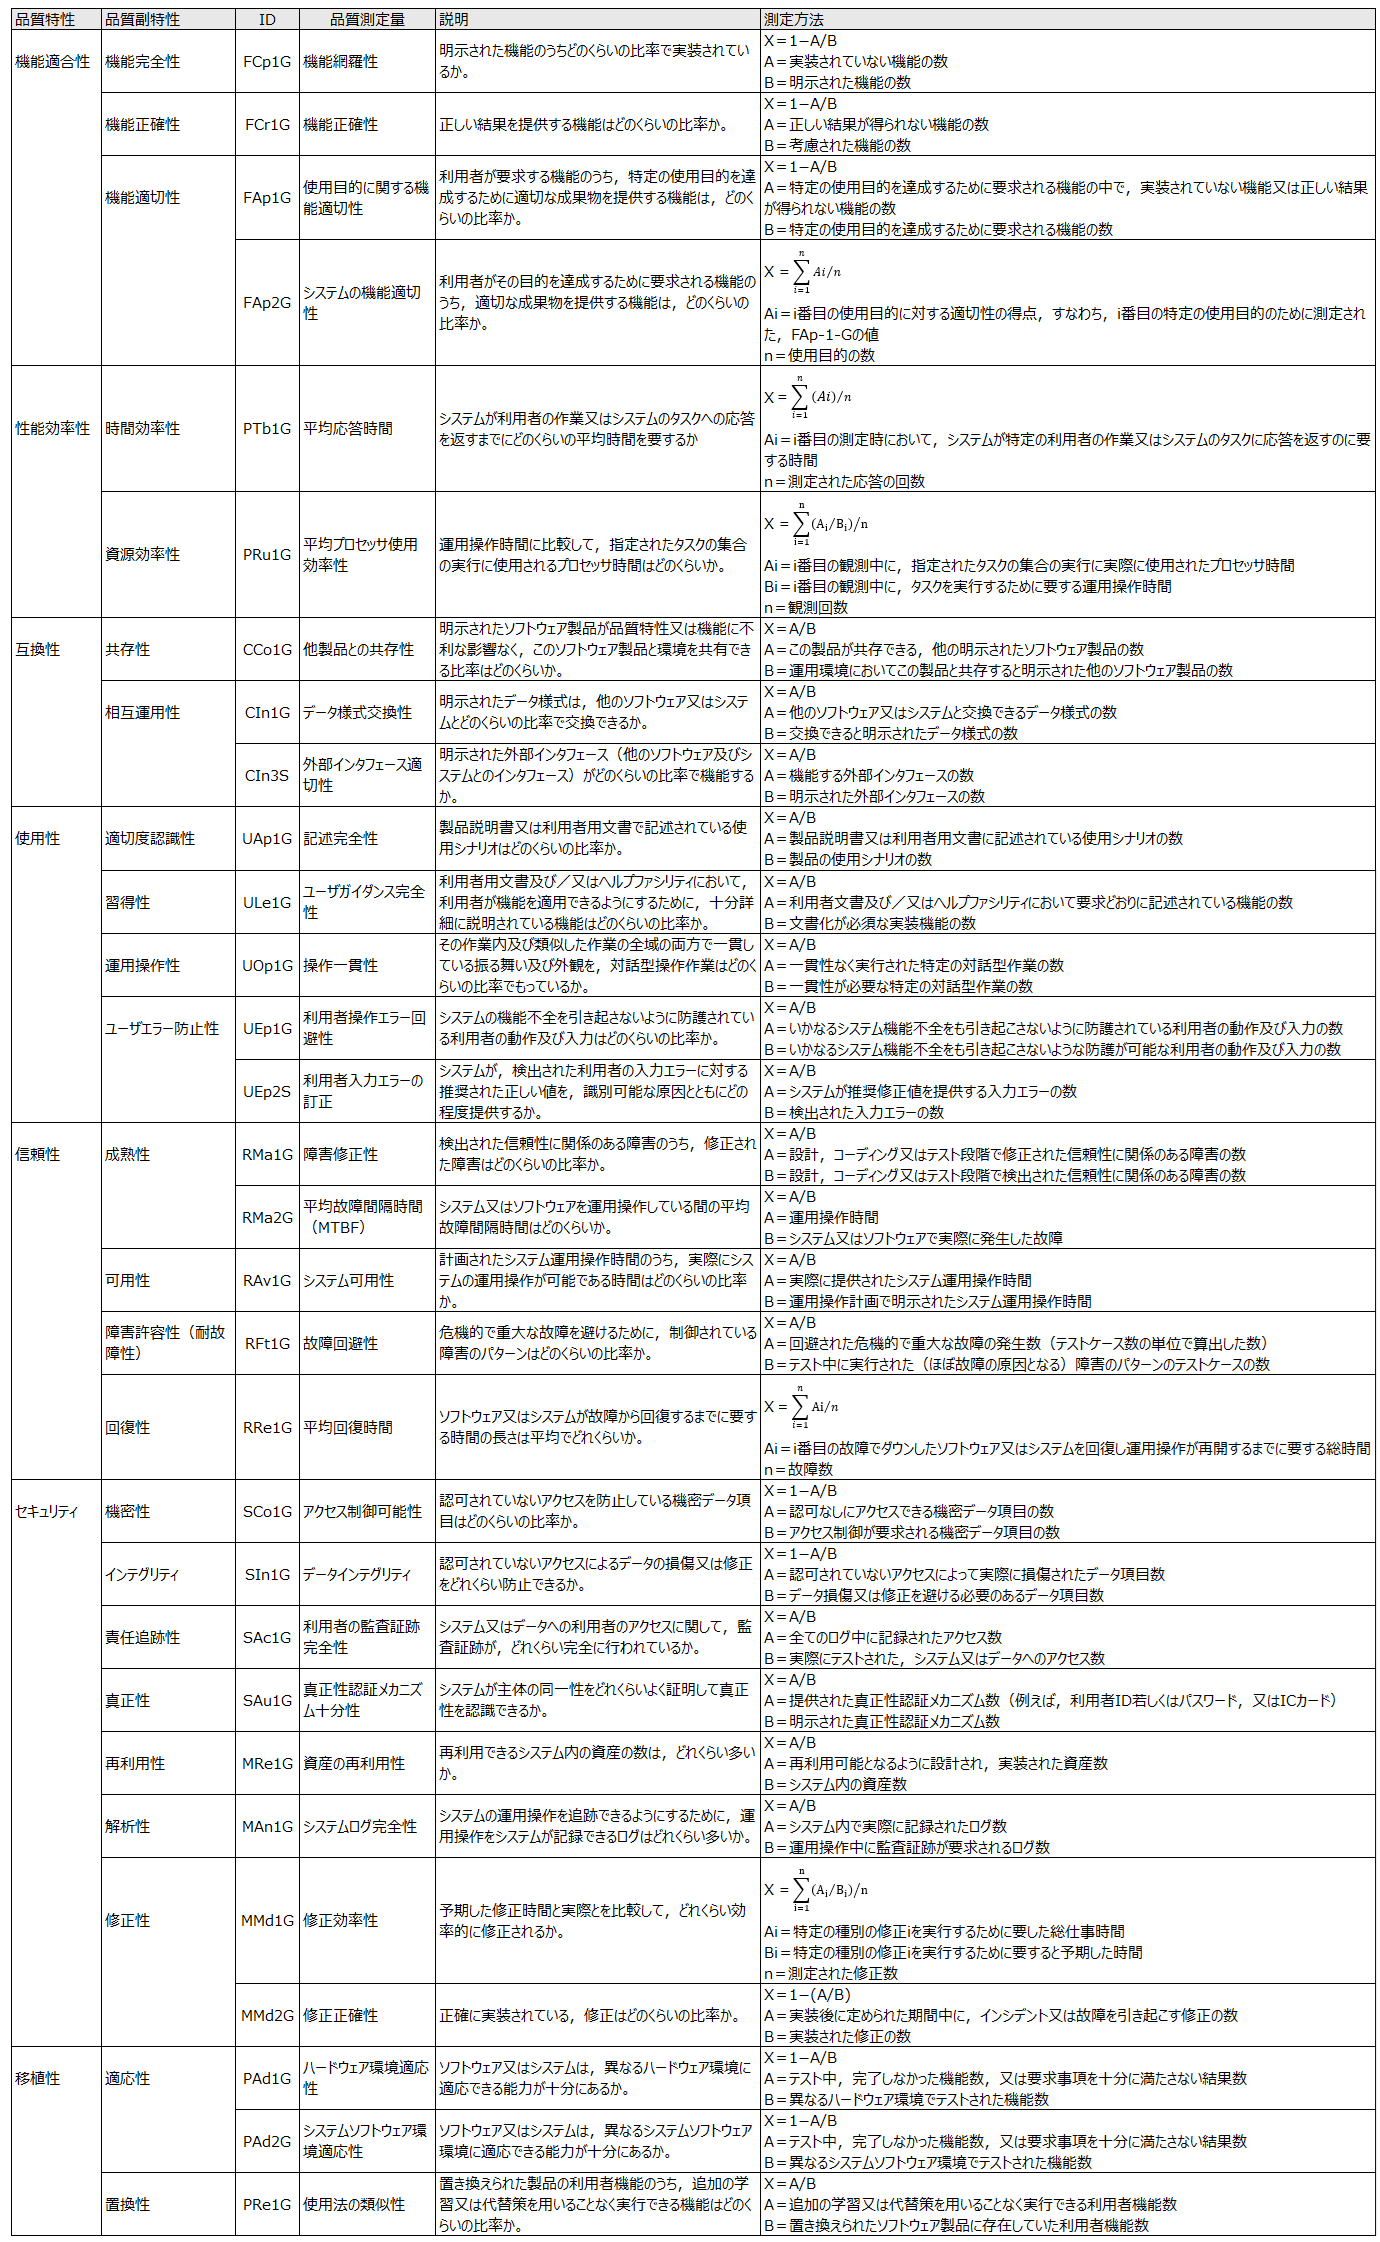 品質特性 品質副特性 ID 品質測定量 説明 測定方法
機能適合性 機能完全性 FCp1G 機能網羅性
明示された機能のうちどのくらいの比率で実装されてい
るか。
X＝1−A/B
A＝実装されていない機能の数
B＝明示された機能の数
機能正確性 FCr1G 機能正確性 正しい結果を提供する機能はどのくらいの比率か。
X＝1−A/B
A＝正しい結果が得られない機能の数
B＝考慮された機能の数
機能適切性 FAp1G
使用目的に関する機
能適切性
利用者が要求する機能のうち，特定の使用目的を達
成するために適切な成果物を提供する機能は，どのく
らいの比率か。
X＝1−A/B
A＝特定の使用目的を達成するために要求される機能の中で，実装されていない機能又は正しい結果
が得られない機能の数
B＝特定の使用目的を達成するために要求される機能の数
FAp2G
システムの機能適切
性
利用者がその目的を達成するために要求される機能の
うち，適切な成果物を提供する機能は，どのくらいの
比率か。
X＝∑_{i=1}^{n} Ai/n
Ai＝i番目の使用目的に対する適切性の得点，すなわち，i番目の特定の使用目的のために測定され
た，FAp-1-Gの値
n＝使用目的の数
性能効率性 時間効率性 PTb1G 平均応答時間
システムが利用者の作業又はシステムのタスクへの応答
を返すまでにどのくらいの平均時間を要するか
X＝∑_{i=1}^{n} (Ai)/n
Ai＝i番目の測定時において，システムが特定の利用者の作業又はシステムのタスクに応答を返すのに要
する時間
n＝測定された応答の回数
資源効率性 PRu1G
平均プロセッサ使用
効率性
運用操作時間に比較して，指定されたタスクの集合
の実行に使用されるプロセッサ時間はどのくらいか。
X＝∑_{i=1}^{n} (A_i/B_i)/n
Ai＝i番目の観測中に，指定されたタスクの集合の実行に実際に使用されたプロセッサ時間
Bi＝i番目の観測中に，タスクを実行するために要する運用操作時間
n＝観測回数
互換性 共存性 CCo1G 他製品との共存性
明示されたソフトウェア製品が品質特性又は機能に不
利な影響なく，このソフトウェア製品と環境を共有でき
る比率はどのくらいか。
X＝A/B
A＝この製品が共存できる，他の明示されたソフトウェア製品の数
B＝運用環境においてこの製品と共存すると明示された他のソフトウェア製品の数
相互運用性 CIn1G データ様式交換性
明示されたデータ様式は，他のソフトウェア又はシステ
ムとどのくらいの比率で交換できるか。
X＝A/B
A＝他のソフトウェア又はシステムと交換できるデータ様式の数
B＝交換できると明示されたデータ様式の数
CIn3S
外部インタフェース適
切性
明示された外部インタフェース（他のソフトウェア及びシ
ステムとのインタフェース）がどのくらいの比率で機能する
か。
X＝A/B
A＝機能する外部インタフェースの数
B＝明示された外部インタフェースの数
使用性 適切度認識性 UAp1G 記述完全性
製品説明書又は利用者用文書で記述されている使
用シナリオはどのくらいの比率か。
X＝A/B
A＝製品説明書又は利用者用文書に記述されている使用シナリオの数
B＝製品の使用シナリオの数
習得性 ULe1G
ユーザガイダンス完全
性
利用者用文書及び／又はヘルプファシリティにおいて，
利用者が機能を適用できるようにするために，十分詳
細に説明されている機能はどのくらいの比率か。
X＝A/B
A＝利用者文書及び／又はヘルプファシリティにおいて要求どおりに記述されている機能の数
B＝文書化が必須な実装機能の数
運用操作性 UOp1G 操作一貫性
その作業内及び類似した作業の全域の両方で一貫し
ている振る舞い及び外観を，対話型操作作業はどのく
らいの比率でもっているか。
X＝A/B
A＝一貫性なく実行された特定の対話型作業の数
B＝一貫性が必要な特定の対話型作業の数
ユーザエラー防止性 UEp1G
利用者操作エラー回
避性
システムの機能不全を引き起さないように防護されてい
る利用者の動作及び入力はどのくらいの比率か。
X＝A/B
A＝いかなるシステム機能不全をも引き起こさないように防護されている利用者の動作及び入力の数
B＝いかなるシステム機能不全をも引き起こさないような防護が可能な利用者の動作及び入力の数
UEp2S
利用者入力エラーの
訂正
システムが，検出された利用者の入力エラーに対する
推奨された正しい値を，識別可能な原因とともにどの
程度提供するか。
X＝A/B
A＝システムが推奨修正値を提供する入力エラーの数
B＝検出された入力エラーの数
信頼性 成熟性 RMa1G 障害修正性
検出された信頼性に関係のある障害のうち，修正され
た障害はどのくらいの比率か。
X＝A/B
A＝設計，コーディング又はテスト段階で修正された信頼性に関係のある障害の数
B＝設計，コーディング又はテスト段階で検出された信頼性に関係のある障害の数
RMa2G
平均故障間隔時間
（MTBF）
システム又はソフトウェアを運用操作している間の平均
故障間隔時間はどのくらいか。
X＝A/B
A＝運用操作時間
B＝システム又はソフトウェアで実際に発生した故障
可用性 RAv1G システム可用性
計画されたシステム運用操作時間のうち，実際にシス
テムの運用操作が可能である時間はどのくらいの比率
か。
X＝A/B
A＝実際に提供されたシステム運用操作時間
B＝運用操作計画で明示されたシステム運用操作時間
障害許容性（耐故
障性）
RFt1G 故障回避性
危機的で重大な故障を避けるために，制御されている
障害のパターンはどのくらいの比率か。
X＝A/B
A＝回避された危機的で重大な故障の発生数（テストケース数の単位で算出した数）
B＝テスト中に実行された（ほぼ故障の原因となる）障害のパターンのテストケースの数
回復性 RRe1G 平均回復時間
ソフトウェア又はシステムが故障から回復するまでに要す
る時間の長さは平均でどれくらいか。
X＝∑_{i=1}^{n} Ai/n
Ai＝i番目の故障でダウンしたソフトウェア又はシステムを回復し運用操作が再開するまでに要する総時間
n＝故障数
セキュリティ 機密性 SCo1G アクセス制御可能性
認可されていないアクセスを防止している機密データ項
目はどのくらいの比率か。
X＝1−A/B
A＝認可なしにアクセスできる機密データ項目の数
B＝アクセス制御が要求される機密データ項目の数
インテグリティ SIn1G データインテグリティ
認可されていないアクセスによるデータの損傷又は修正
をどれくらい防止できるか。
X＝1−A/B
A＝認可されていないアクセスによって実際に損傷されたデータ項目数
B＝データ損傷又は修正を避ける必要のあるデータ項目数
責任追跡性 SAc1G
利用者の監査証跡
完全性
システム又はデータへの利用者のアクセスに関して，監
査証跡が，どれくらい完全に行われているか。
X＝A/B
A＝全てのログ中に記録されたアクセス数
B＝実際にテストされた，システム又はデータへのアクセス数
真正性 SAu1G
真正性認証メカニズ
ム十分性
システムが主体の同一性をどれくらいよく証明して真正
性を認識できるか。
X＝A/B
A＝提供された真正性認証メカニズム数（例えば，利用者ID若しくはパスワード，又はICカード）
B＝明示された真正性認証メカニズム数
再利用性 MRe1G 資産の再利用性
再利用できるシステム内の資産の数は，どれくらい多い
か。
X＝A/B
A＝再利用可能となるように設計され，実装された資産数
B＝システム内の資産数
解析性 MAn1G システムログ完全性
システムの運用操作を追跡できるようにするために，運
用操作をシステムが記録できるログはどれくらい多いか。
X＝A/B
A＝システム内で実際に記録されたログ数
B＝運用操作中に監査証跡が要求されるログ数
修正性 MMd1G 修正効率性
予期した修正時間と実際とを比較して，どれくらい効
率的に修正されるか。
X＝∑_{i=1}^{n} (A_i/B_i)/n
Ai＝特定の種別の修正iを実行するために要した総仕事時間
Bi＝特定の種別の修正iを実行するために要すると予期した時間
n＝測定された修正数
MMd2G 修正正確性 正確に実装されている，修正はどのくらいの比率か。
X＝1−(A/B)
A＝実装後に定められた期間中に，インシデント又は故障を引き起こす修正の数
B＝実装された修正の数
移植性 適応性 PAd1G
ハードウェア環境適応
性
ソフトウェア又はシステムは，異なるハードウェア環境に
適応できる能力が十分にあるか。
X＝1−A/B
A＝テスト中，完了しなかった機能数，又は要求事項を十分に満たさない結果数
B＝異なるハードウェア環境でテストされた機能数
PAd2G
システムソフトウェア環
境適応性
ソフトウェア又はシステムは，異なるシステムソフトウェア
環境に適応できる能力が十分にあるか。
X＝1−A/B
A＝テスト中，完了しなかった機能数，又は要求事項を十分に満たさない結果数
B＝異なるシステムソフトウェア環境でテストされた機能数
置換性 PRe1G 使用法の類似性
置き換えられた製品の利用者機能のうち，追加の学
習又は代替策を用いることなく実行できる機能はどのく
らいの比率か。
X＝A/B
A＝追加の学習又は代替策を用いることなく実行できる利用者機能数
B＝置き換えられたソフトウェア製品に存在していた利用者機能数